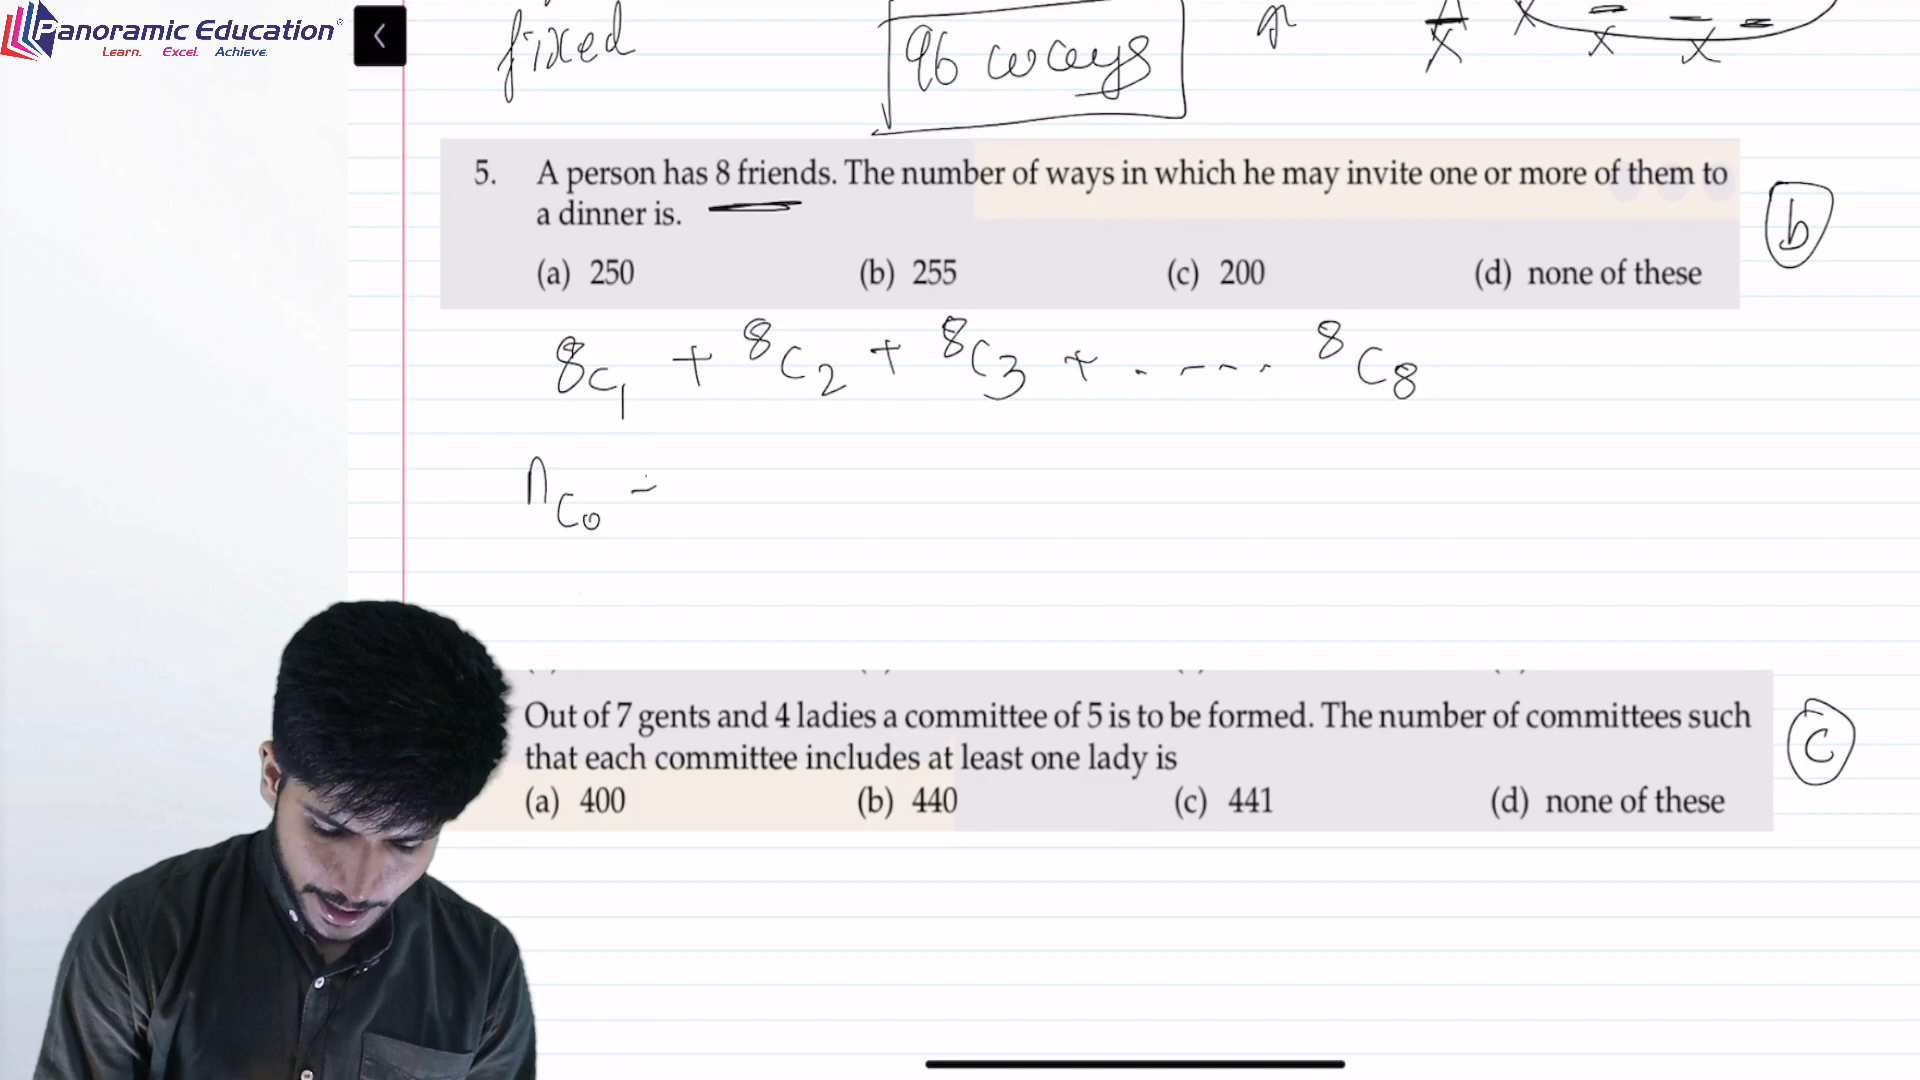 Panoramic Education
Learn. Excel. Achieve.
fixed
96 ways
5. A person has 8 friends. The number of ways in which he may invite one or more of them to
a dinner is.
(a) 250 (b) 255 (c) 200 (d) none of these
b
8C1 + 8C2 + 8C3 + . - - - . 8C8
nC0 =
Out of 7 gents and 4 ladies a committee of 5 is to be formed. The number of committees such
that each committee includes at least one lady is
(a) 400 (b) 440 (c) 441 (d) none of these
c